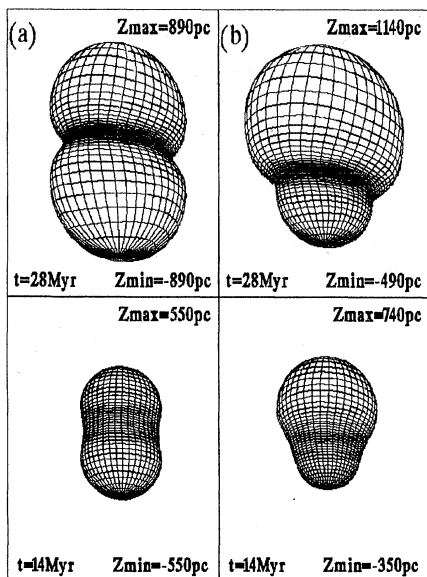 (a) Zmax=890pc
t=28Myr Zmin=-890pc
(b) Zmax=1140pc
t=28Myr Zmin=-490pc
Zmax=550pc
t=14Myr Zmin=-550pc
Zmax=740pc
t=14Myr Zmin=-350pc